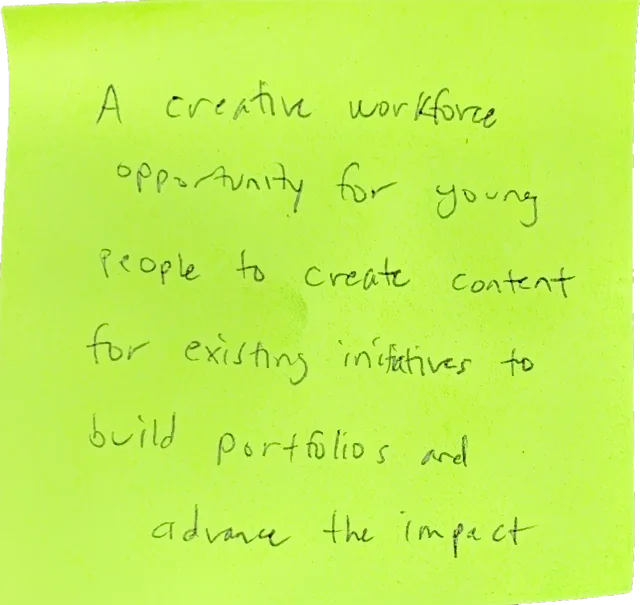 A creative workforce
opportunity for young
people to create content
for existing initiatives to
build portfolios and
advance the impact